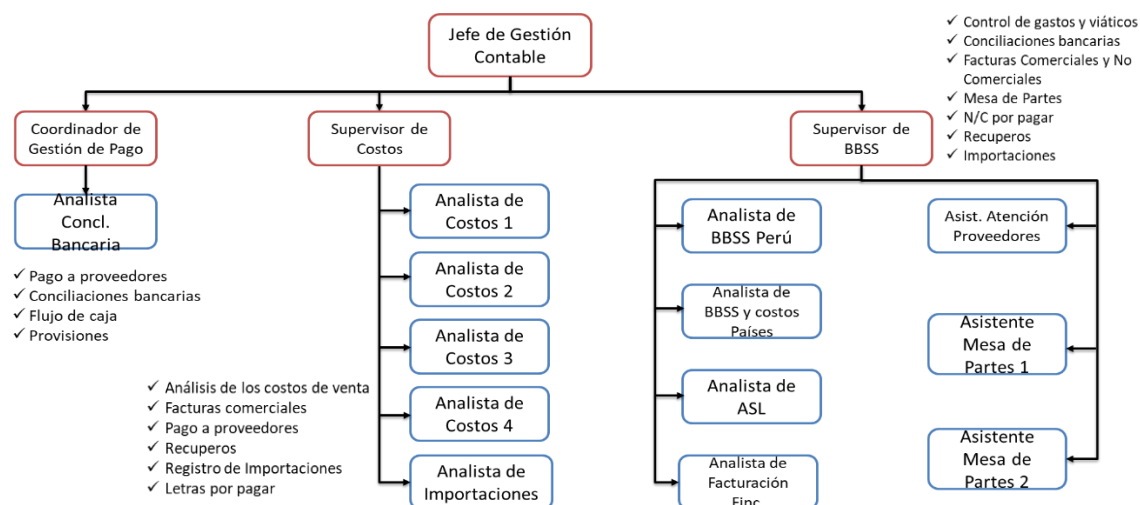 Jefe de Gestión
Contable
✓ Control de gastos y viáticos
✓ Conciliaciones bancarias
✓ Facturas Comerciales y No
Comerciales
✓ Mesa de Partes
✓ N/C por pagar
✓ Recuperos
✓ Importaciones
Coordinador de
Gestión de Pago
Supervisor de
Costos
Supervisor de
BBSS
Analista
Concl.
Bancaria
✓ Pago a proveedores
✓ Conciliaciones bancarias
✓ Flujo de caja
✓ Provisiones
Analista de
Costos 1
Analista de
Costos 2
Analista de
Costos 3
Analista de
Costos 4
Analista de
Importaciones
✓ Análisis de los costos de venta
✓ Facturas comerciales
✓ Pago a proveedores
✓ Recuperos
✓ Registro de Importaciones
✓ Letras por pagar
Analista de
BBSS Perú
Analista de
BBSS y costos
Países
Analista de
ASL
Analista de
Facturación
Finc.
Asist. Atención
Proveedores
Asistente
Mesa de
Partes 1
Asistente
Mesa de
Partes 2